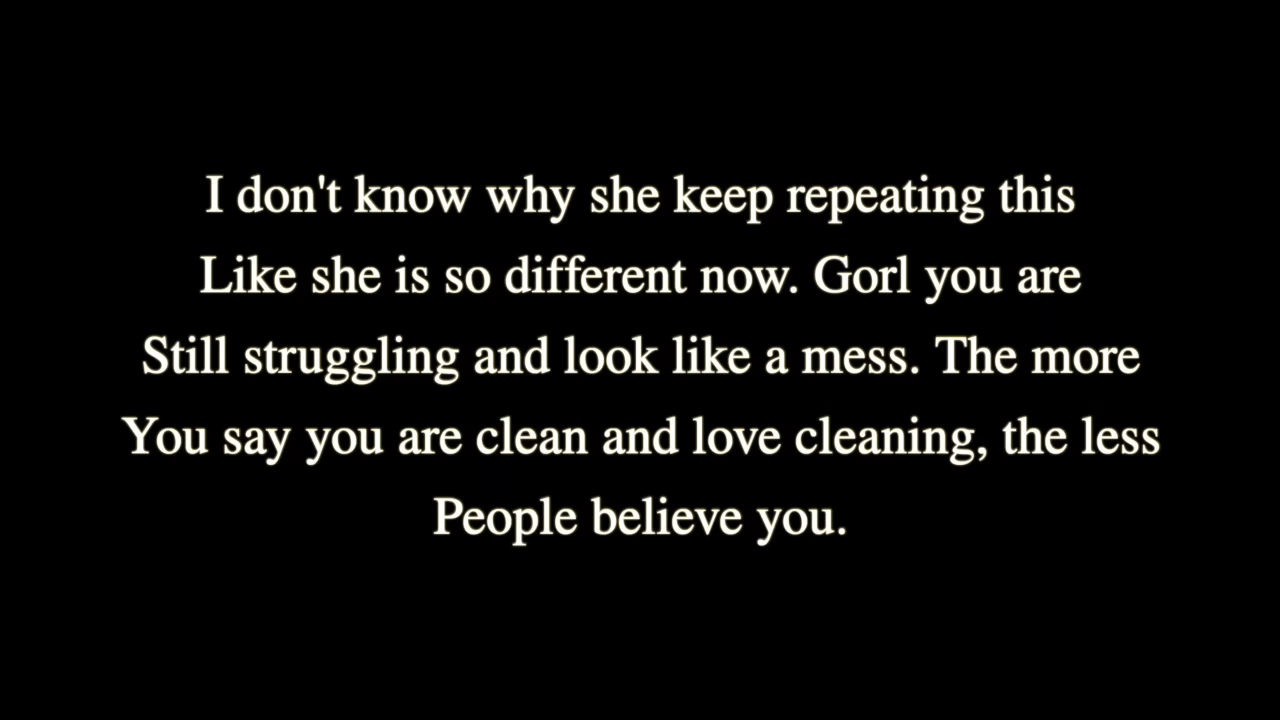 I don't know why she keep repeating this
Like she is so different now. Gorl you are
Still struggling and look like a mess. The more
You say you are clean and love cleaning, the less
People believe you.